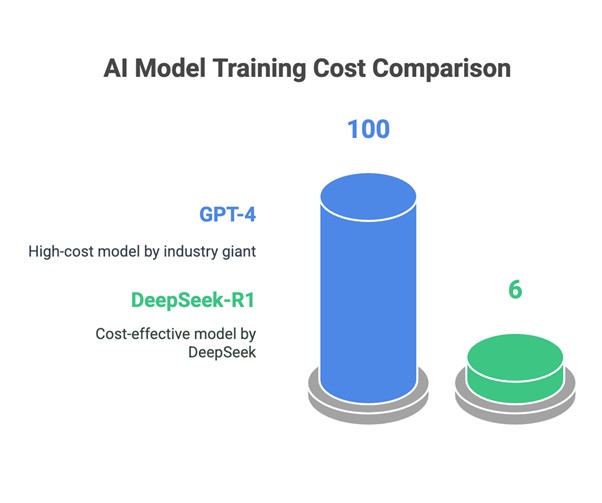 AI Model Training Cost Comparison
100
GPT-4
High-cost model by industry giant
DeepSeek-R1
6
Cost-effective model by
DeepSeek